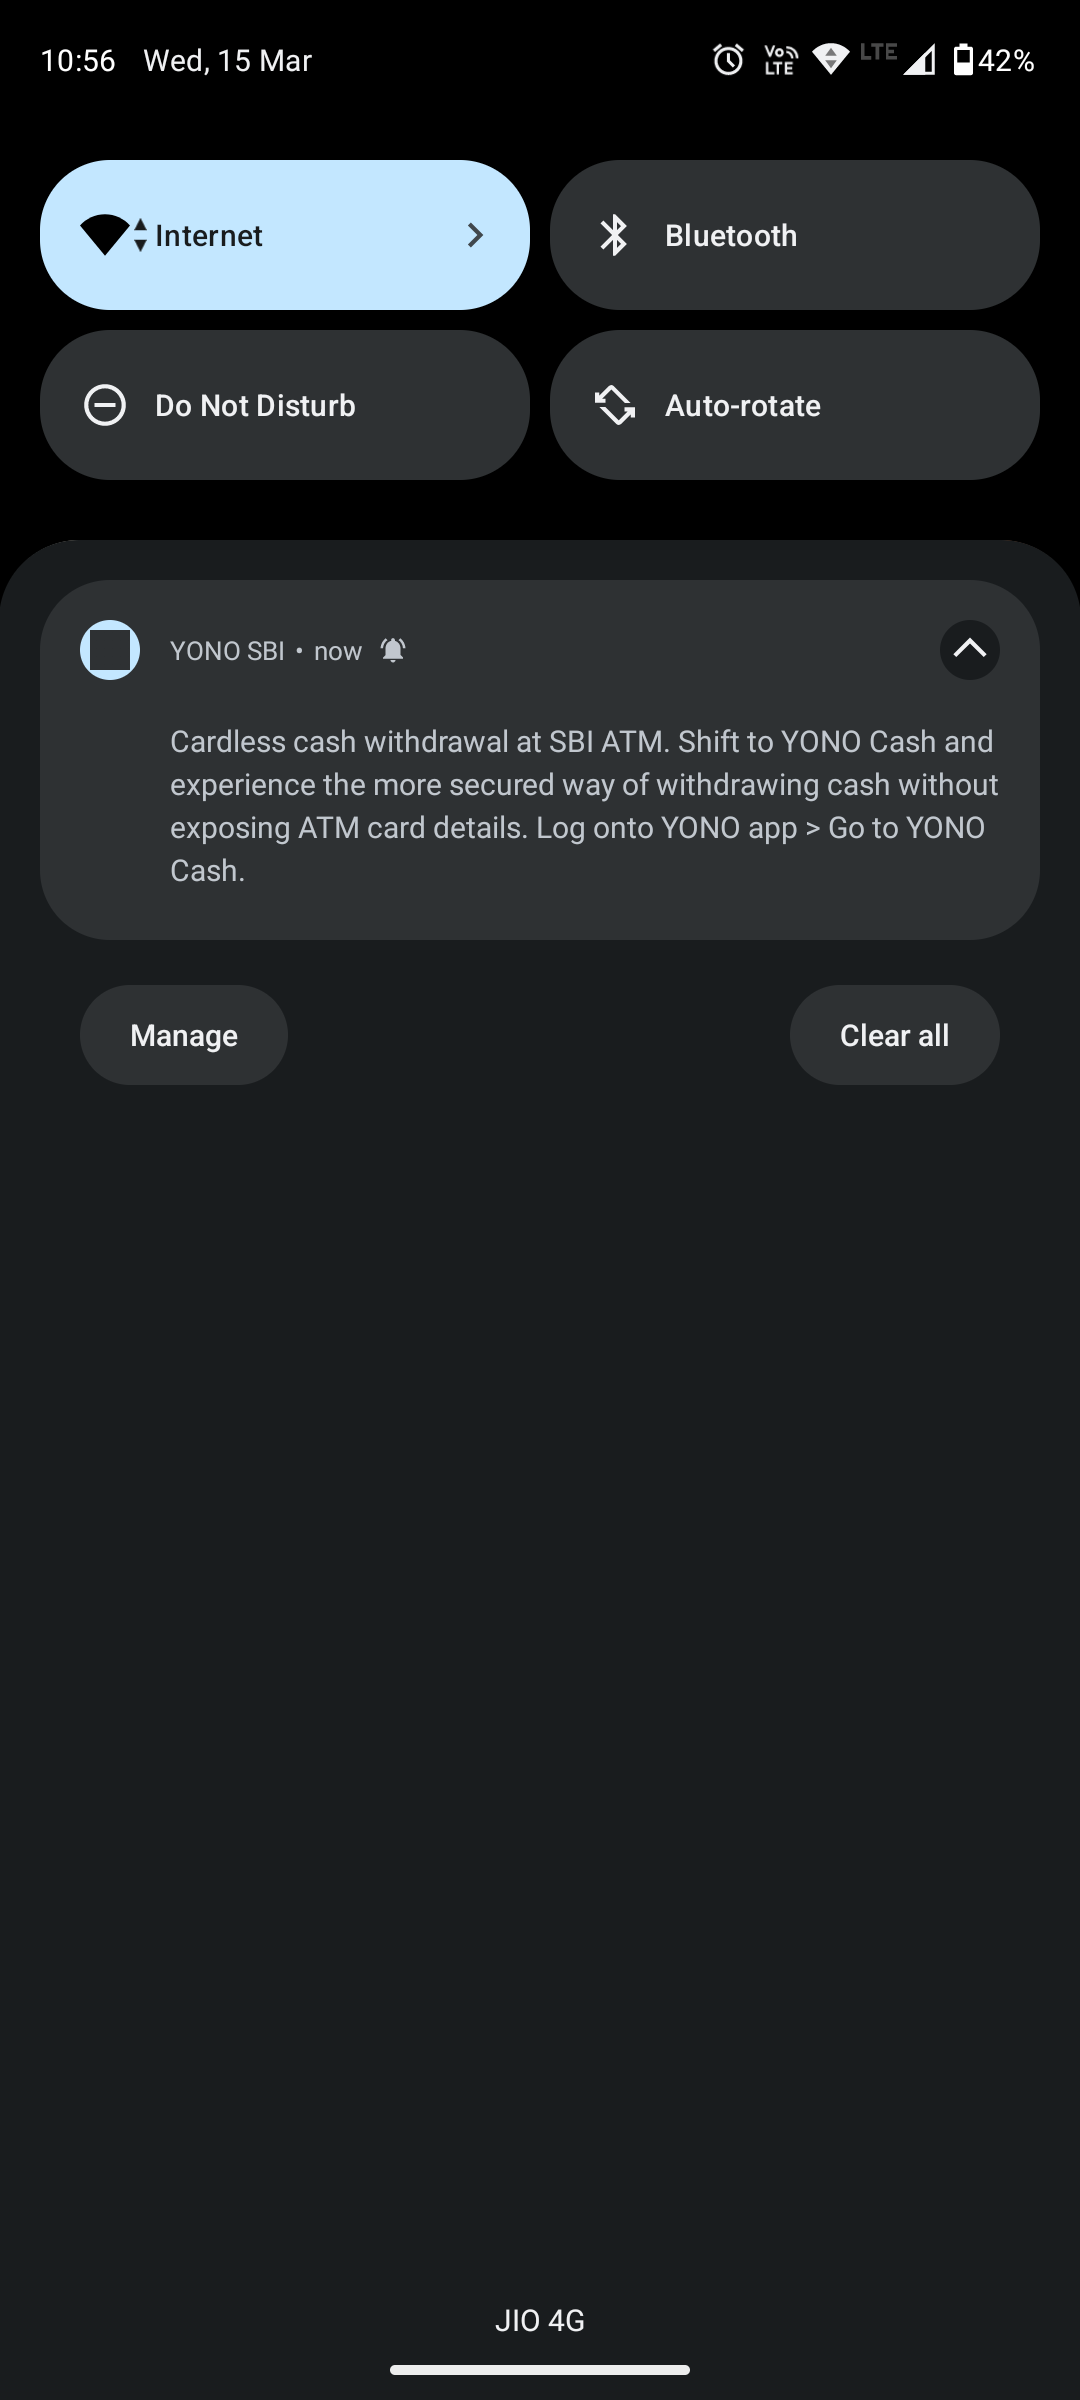 10:56 Wed, 15 Mar
Vo LTE LTE 42%
Internet
Bluetooth
Do Not Disturb
Auto-rotate
YONO SBI • now
Cardless cash withdrawal at SBI ATM. Shift to YONO Cash and
experience the more secured way of withdrawing cash without
exposing ATM card details. Log onto YONO app > Go to YONO
Cash.
Manage
Clear all
JIO 4G